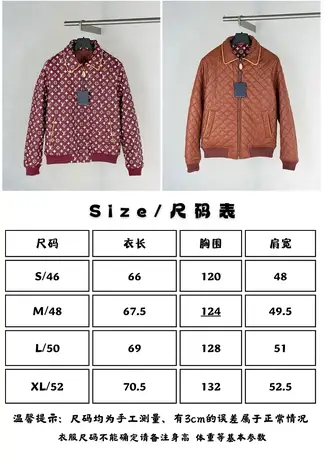 Size/尺码表
尺码 衣长 胸围 肩宽
S/46 66 120 48
M/48 67.5 124 49.5
L/50 69 128 51
XL/52 70.5 132 52.5
温馨提示：尺码均为手工测量、有3cm的误差属于正常情况
衣服尺码不能确定请备注身高 体重等基本参数